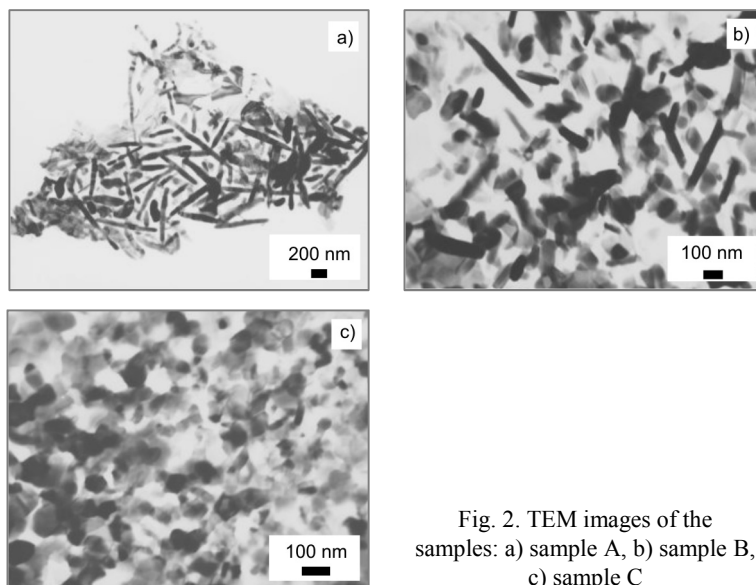 a)
200 nm
b)
100 nm
c)
100 nm
Fig. 2. TEM images of the
samples: a) sample A, b) sample B,
c) sample C